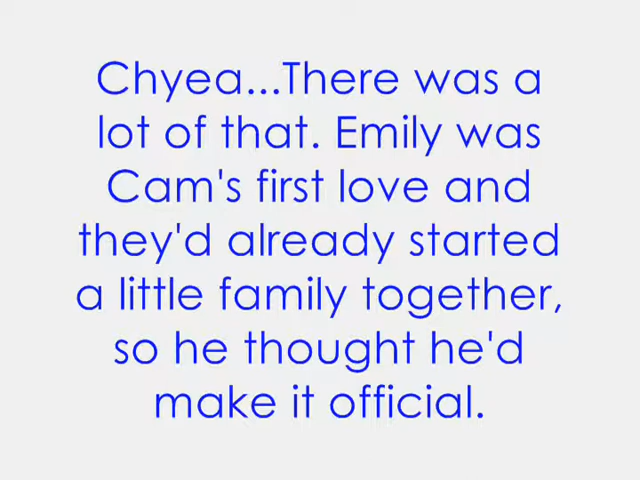 Chyea...There was a
lot of that. Emily was
Cam's first love and
they'd already started
a little family together,
so he thought he'd
make it official.